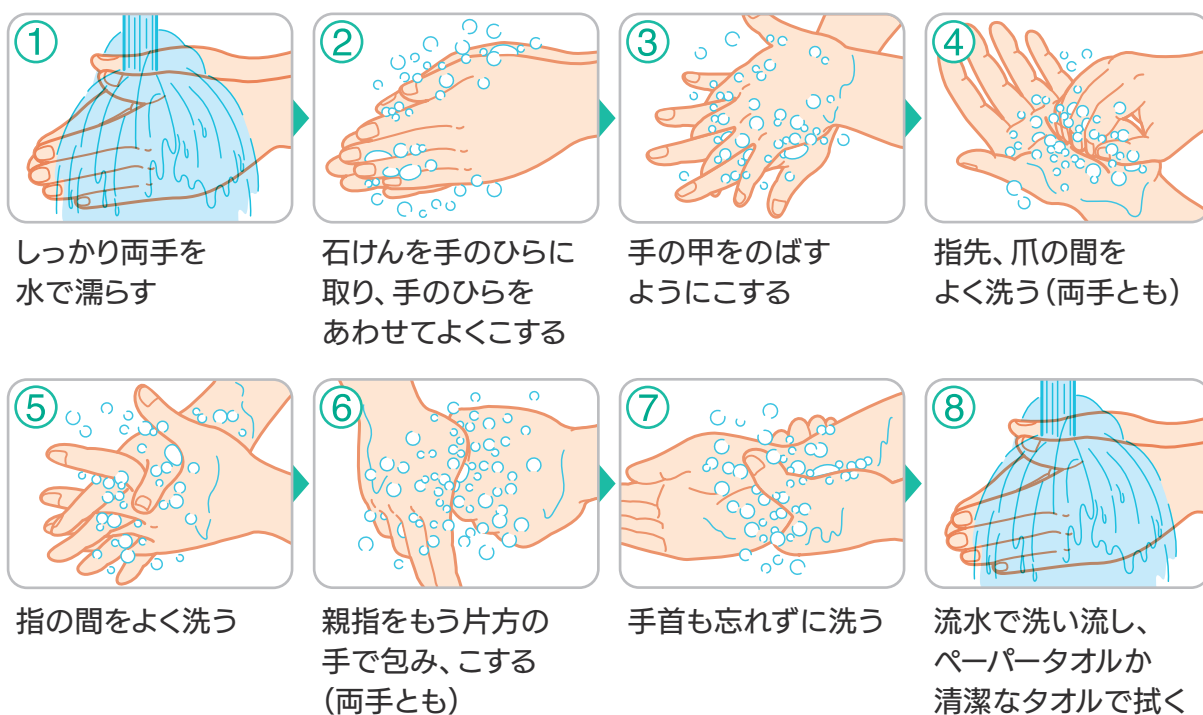 ①
しっかり両手を
水で濡らす
②
石けんを手のひらに
取り、手のひらを
あわせてよくこする
③
手の甲をのばす
ようにこする
④
指先、爪の間を
よく洗う（両手とも）
⑤
指の間をよく洗う
⑥
親指をもう片方の
手で包み、こする
（両手とも）
⑦
手首も忘れずに洗う
⑧
流水で洗い流し、
ペーパータオルか
清潔なタオルで拭く